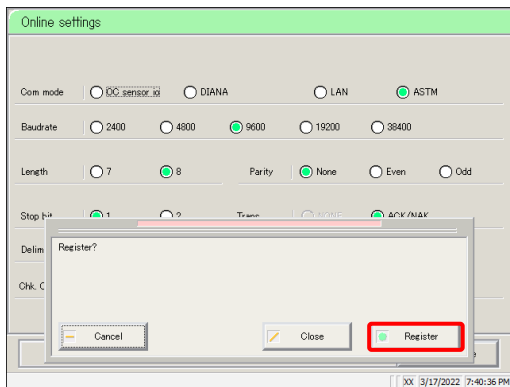 Online settings
Com mode OC sensor io DIANA LAN ASTM
Baudrate 2400 4800 9600 19200 38400
Length 7 8 Parity None Even Odd
Stop bit 1 2 Trans NONE ACK/NAK
Delim
Register?
Chk. C
Cancel Close Register
XX 3/17/2022 7:40:36 PM